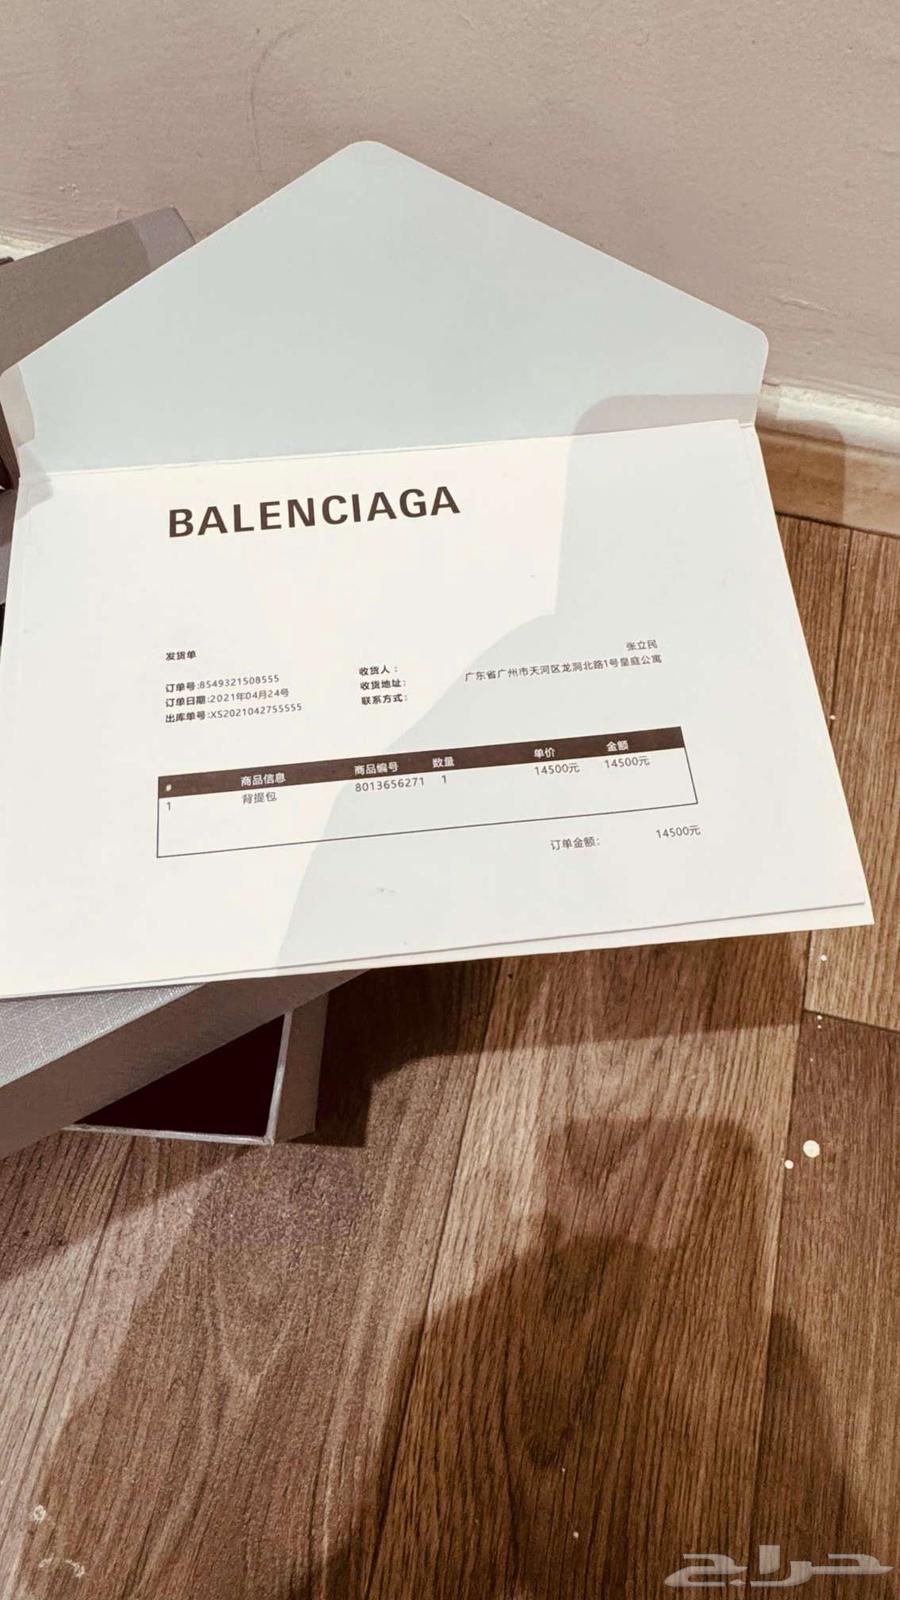 BALENCIAGA
发货单
订单号:8549321508555
订单日期:2021年04月24号
出库单号:XS2021042755555
收货人： 张立民
收货地址： 广东省广州市天河区龙洞北路1号皇庭公寓
联系方式：
# 商品信息 商品编号 数量 单价 金额
1 背提包 8013656271 1 14500元 14500元
订单金额： 14500元
حراج